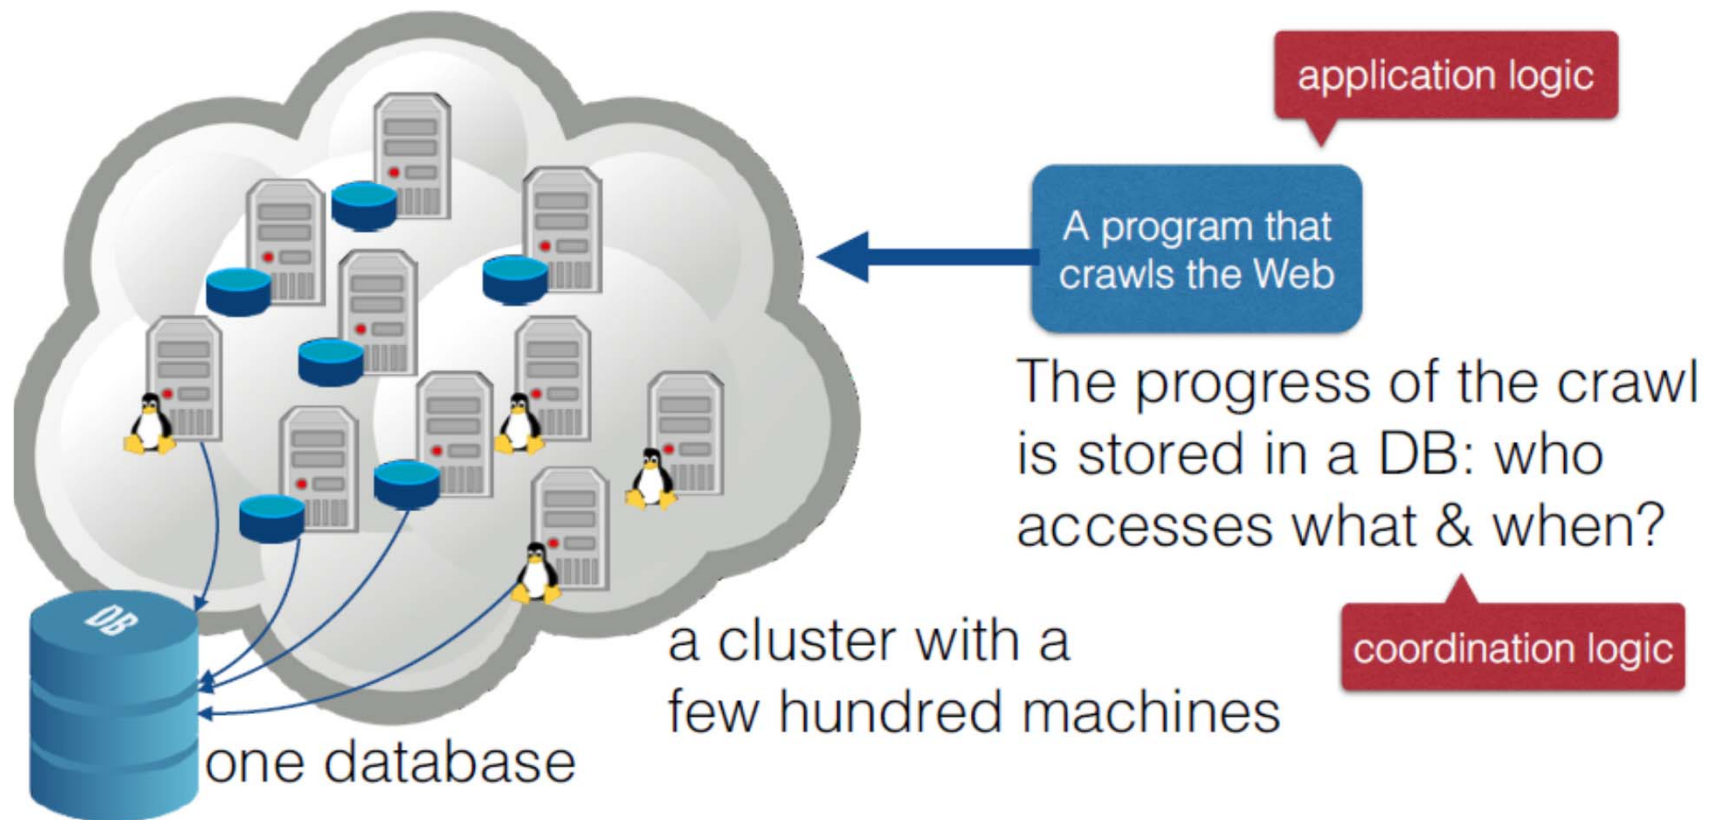 application logic
A program that
crawls the Web
The progress of the crawl
is stored in a DB: who
accesses what & when?
coordination logic
a cluster with a
few hundred machines
DB
one database